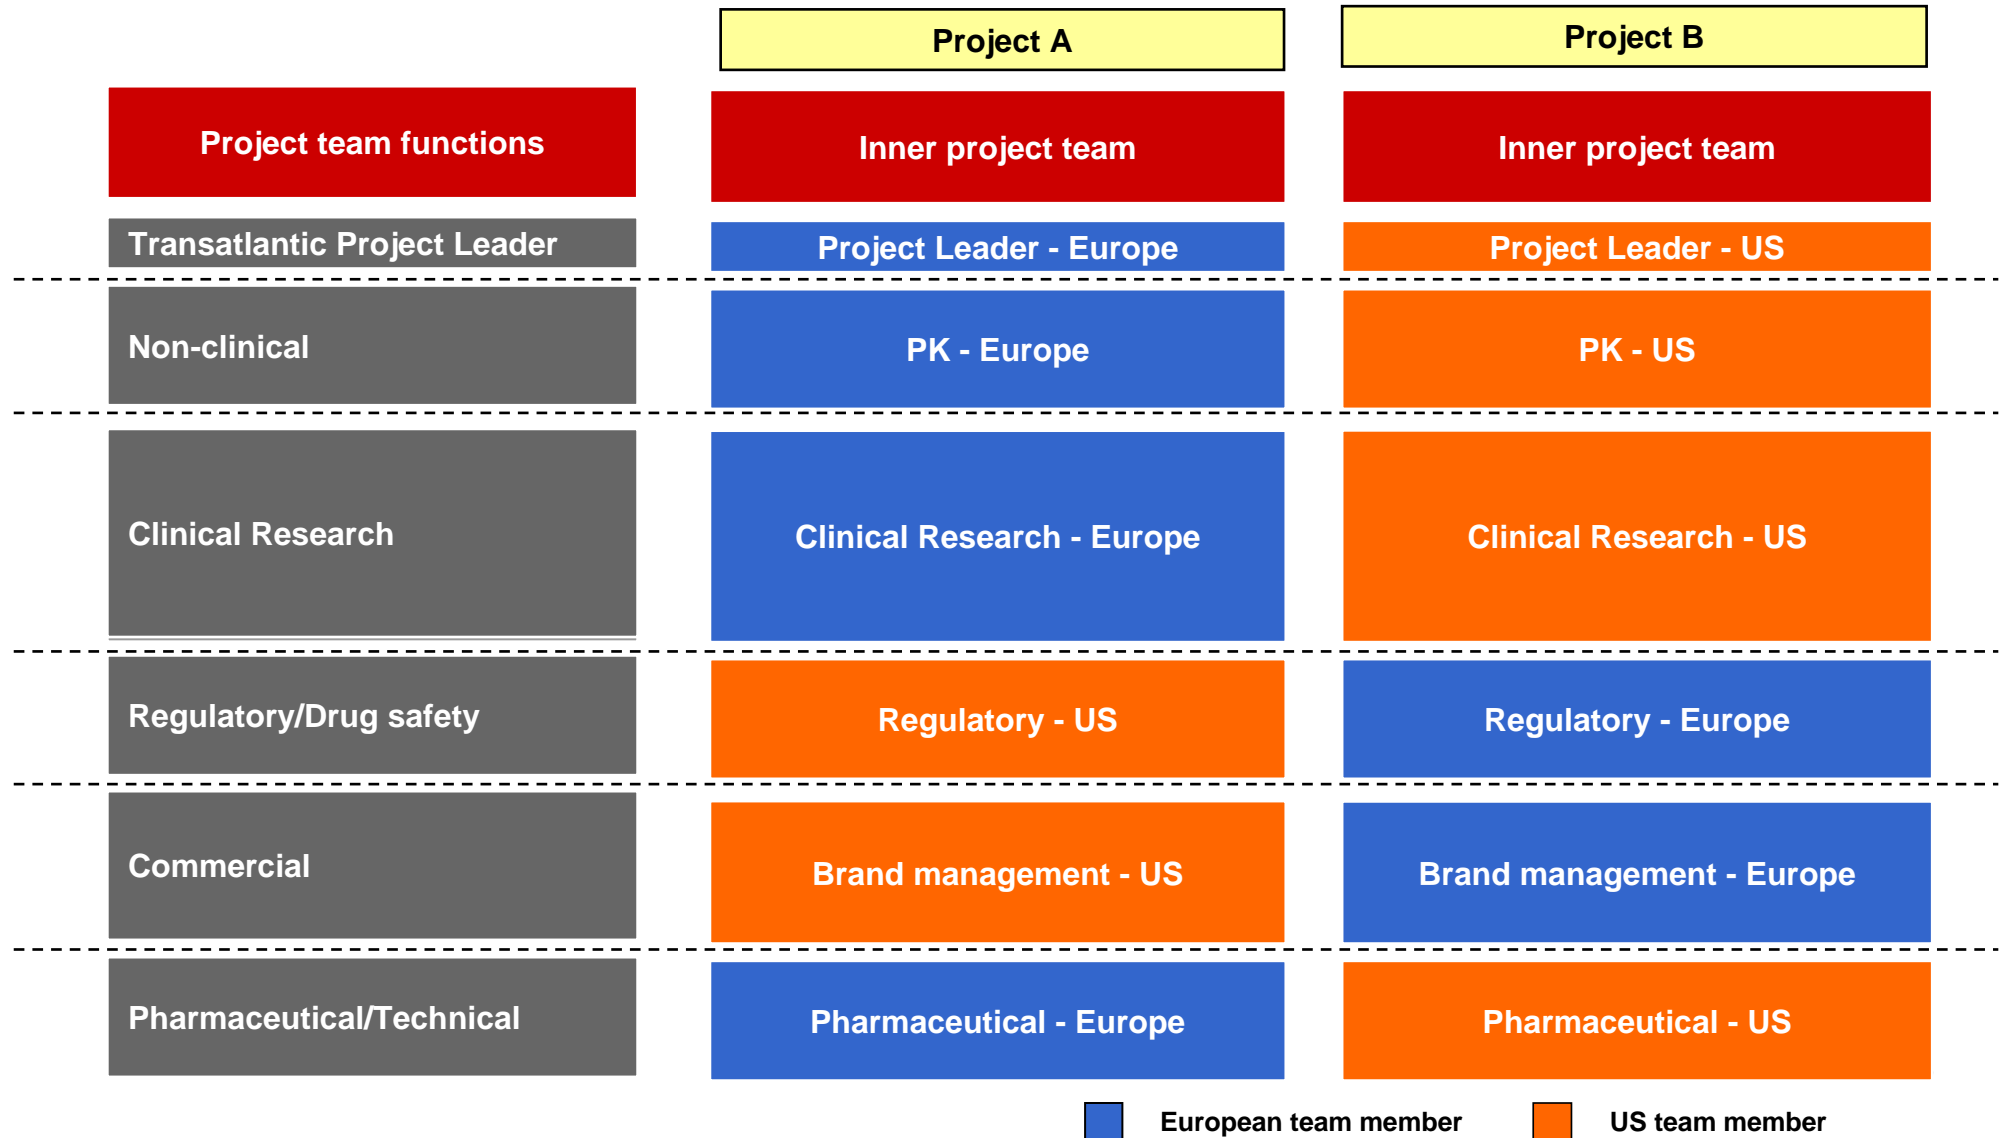 Project A
Project B
Project team functions
Inner project team
Inner project team
Transatlantic Project Leader
Project Leader - Europe
Project Leader - US
Non-clinical
PK - Europe
PK - US
Clinical Research
Clinical Research - Europe
Clinical Research - US
Regulatory/Drug safety
Regulatory - US
Regulatory - Europe
Commercial
Brand management - US
Brand management - Europe
Pharmaceutical/Technical
Pharmaceutical - Europe
Pharmaceutical - US
European team member
US team member